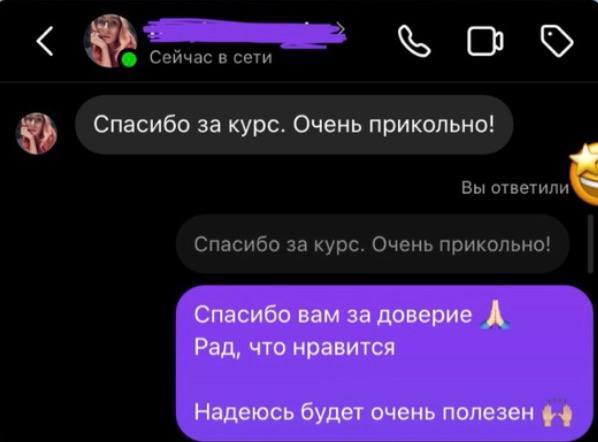 Сейчас в сети
Спасибо за курс. Очень прикольно!
Вы ответили
Спасибо за курс. Очень прикольно!
Спасибо вам за доверие 🙏🏻
Рад, что нравится
Надеюсь будет очень полезен 🙌🏼